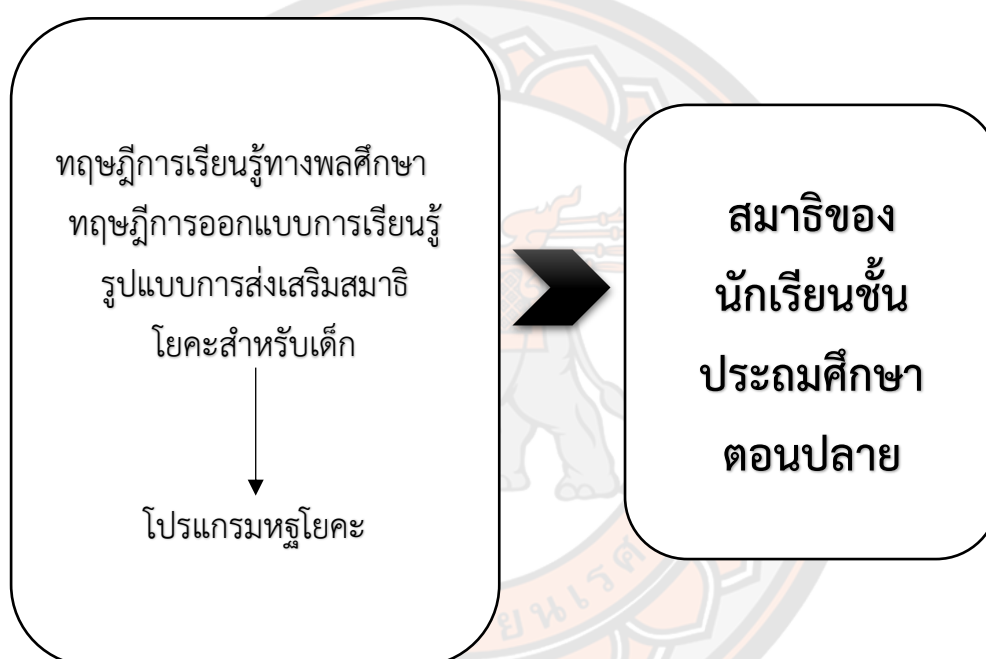 ทฤษฎีการเรียนรู้ทางพลศึกษา
ทฤษฎีการออกแบบการเรียนรู้
รูปแบบการส่งเสริมสมาธิ
โยคะสำหรับเด็ก
โปรแกรมหฐโยคะ
สมาธิของ
นักเรียนชั้น
ประถมศึกษา
ตอนปลาย